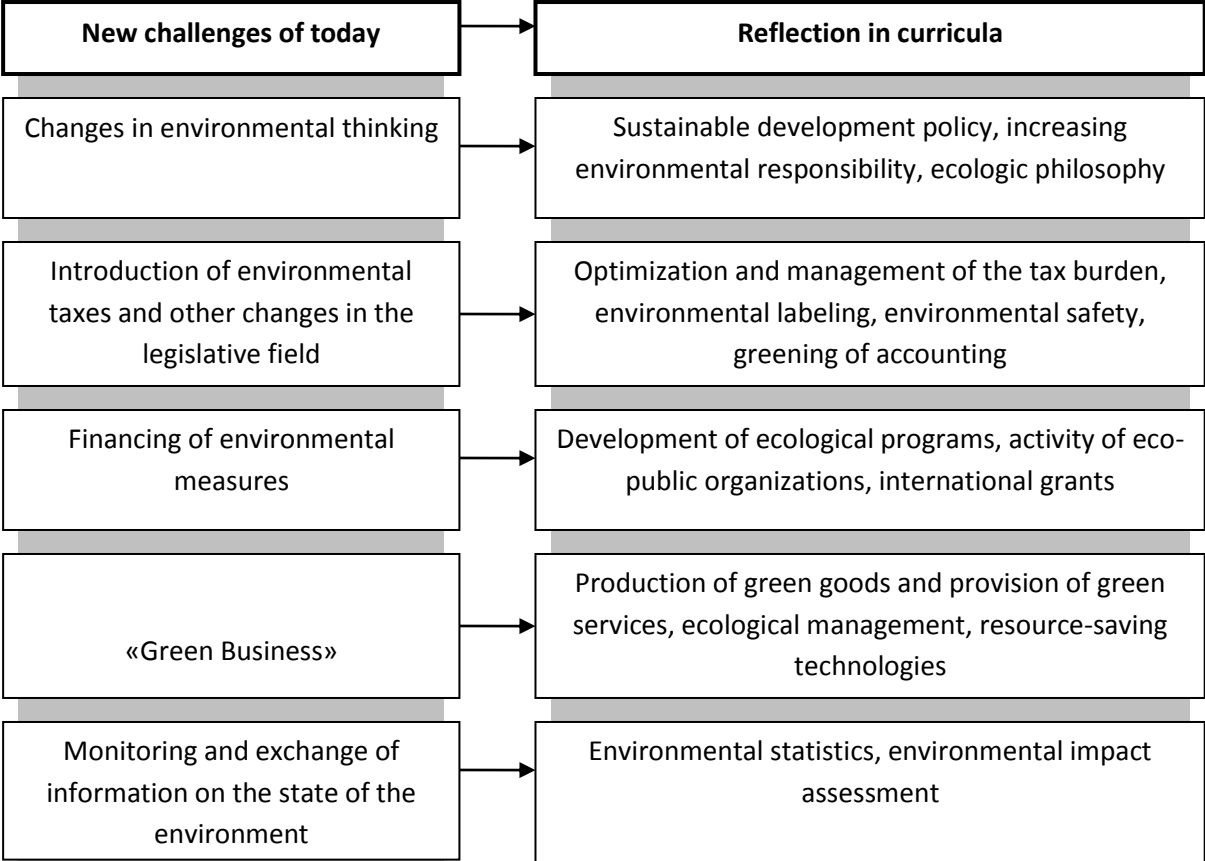 New challenges of today
Reflection in curricula
Changes in environmental thinking
Sustainable development policy, increasing
environmental responsibility, ecologic philosophy
Introduction of environmental
taxes and other changes in the
legislative field
Optimization and management of the tax burden,
environmental labeling, environmental safety,
greening of accounting
Financing of environmental
measures
Development of ecological programs, activity of eco-
public organizations, international grants
«Green Business»
Production of green goods and provision of green
services, ecological management, resource-saving
technologies
Monitoring and exchange of
information on the state of the
environment
Environmental statistics, environmental impact
assessment